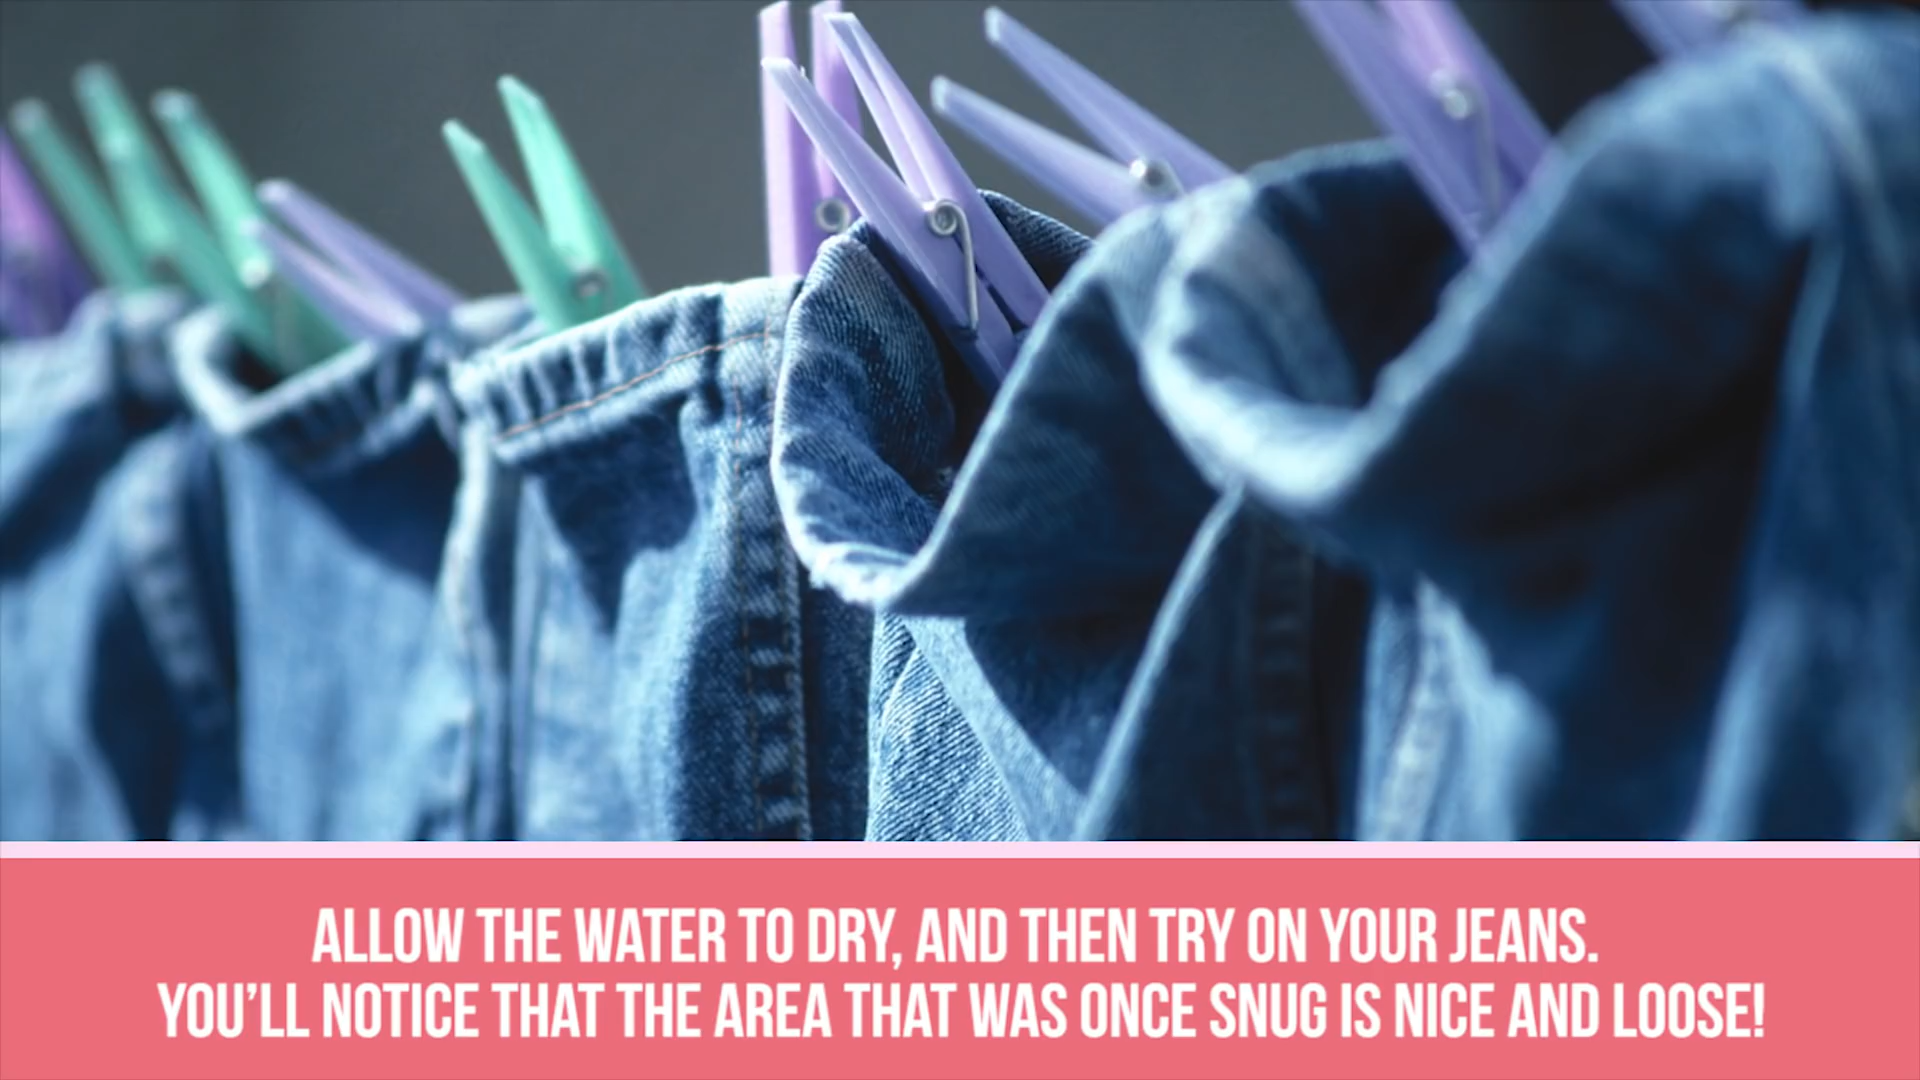 ALLOW THE WATER TO DRY, AND THEN TRY ON YOUR JEANS.
YOU'LL NOTICE THAT THE AREA THAT WAS ONCE SNUG IS NICE AND LOOSE!